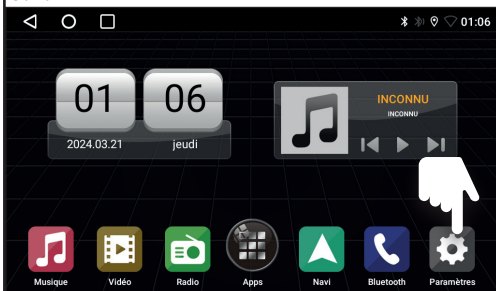 01:06
01 06
2024.03.21 jeudi
INCONNU
INCONNU
Musique Vidéo Radio Apps Navi Bluetooth Paramètres